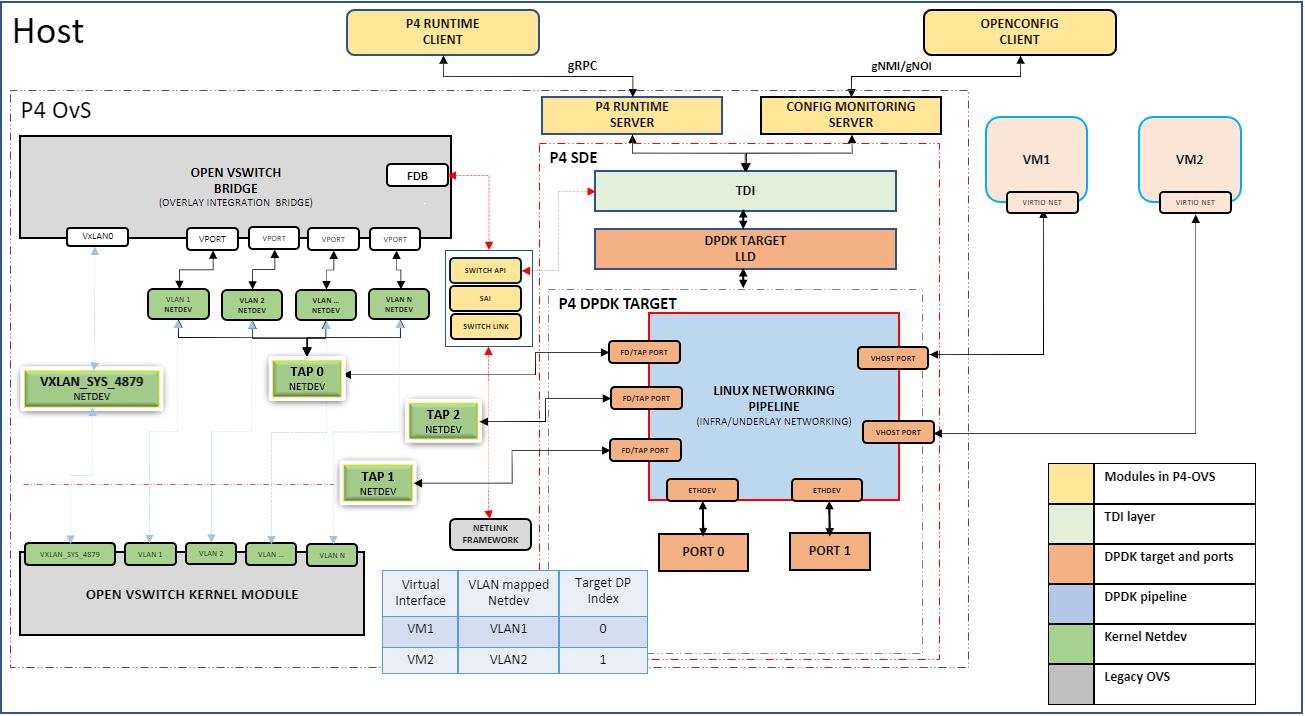 Host
P4 RUNTIME
CLIENT
OPENCONFIG
CLIENT
gRPC
gNMI/gNOI
P4 OvS
P4 RUNTIME
SERVER
CONFIG MONITORING
SERVER
OPEN VSWITCH
BRIDGE
(OVERLAY INTEGRATION BRIDGE)
FDB
P4 SDE
TDI
VM1
VM2
VIRTIO NET
VIRTIO NET
VxLAN0
VPORT
VPORT
VPORT
VPORT
DPDK TARGET
LLD
SWITCH API
SAI
SWITCH LINK
VLAN 1
NETDEV
VLAN 2
NETDEV
VLAN ...
NETDEV
VLAN N
NETDEV
P4 DPDK TARGET
FD/TAP PORT
FD/TAP PORT
FD/TAP PORT
VHOST PORT
VHOST PORT
LINUX NETWORKING
PIPELINE
(INFRA/UNDERLAY NETWORKING)
VXLAN_SYS_4879
NETDEV
TAP 0
NETDEV
TAP 2
NETDEV
TAP 1
NETDEV
ETHDEV
ETHDEV
NETLINK
FRAMEWORK
PORT 0
PORT 1
VXLAN_SYS_4879
VLAN 1
VLAN 2
VLAN ...
VLAN N
OPEN VSWITCH KERNEL MODULE
Virtual
Interface
VLAN mapped
Netdev
Target DP
Index
VM1
VLAN1
0
VM2
VLAN2
1
Modules in P4-OVS
TDI layer
DPDK target and ports
DPDK pipeline
Kernel Netdev
Legacy OVS